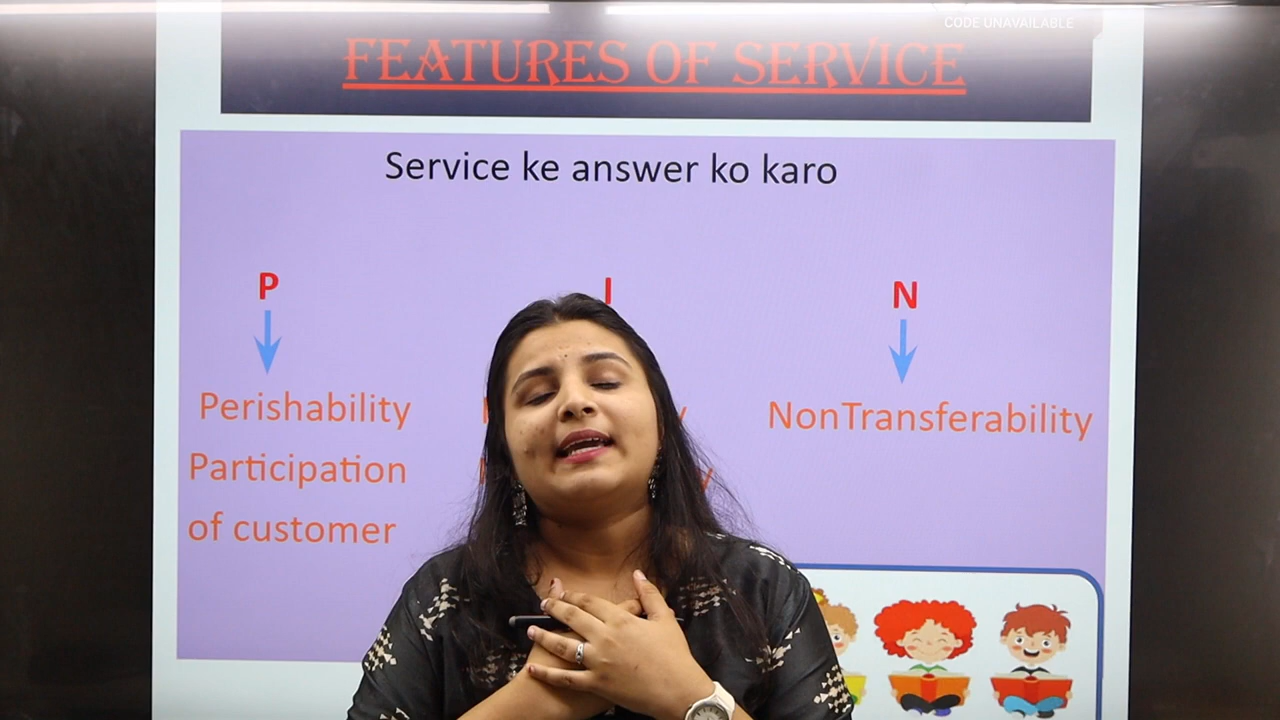 CODE UNAVAILABLE
FEATURES OF SERVICE
Service ke answer ko karo
P I N
Perishability
NonTransferability
Participation
of customer